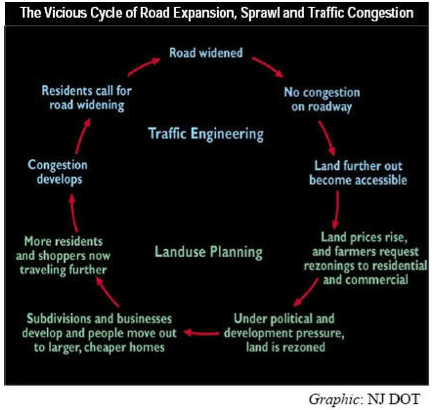 The Vicious Cycle of Road Expansion, Sprawl and Traffic Congestion
Road widened
No congestion
on roadway
Land further out
become accessible
Land prices rise,
and farmers request
rezonings to residential
and commercial
Under political and
development pressure,
land is rezoned
Subdivisions and businesses
develop and people move out
to larger, cheaper homes
More residents
and shoppers now
traveling further
Congestion
develops
Residents call for
road widening
Traffic Engineering
Landuse Planning
Graphic: NJ DOT